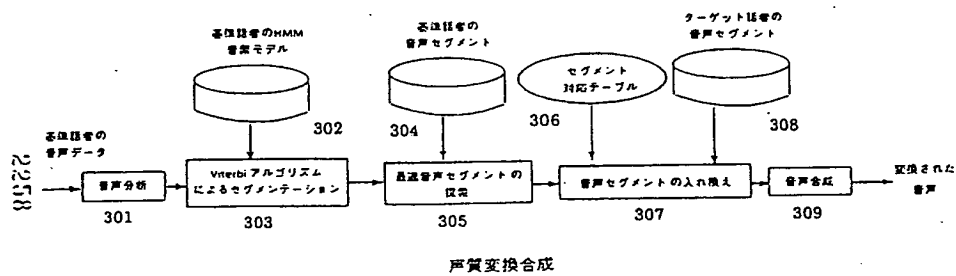 基準話者のHMM
音素モデル
302
基準話者の
音声セグメント
304
セグメント
対応テーブル
306
ターゲット話者の
音声セグメント
308
基準話者の
音声データ
2258
音声分析
301
Viterbiアルゴリズム
によるセグメンテーション
303
最適音声セグメントの
探索
305
音声セグメントの入れ換え
307
音声合成
309
変換された
音声
声質変換合成